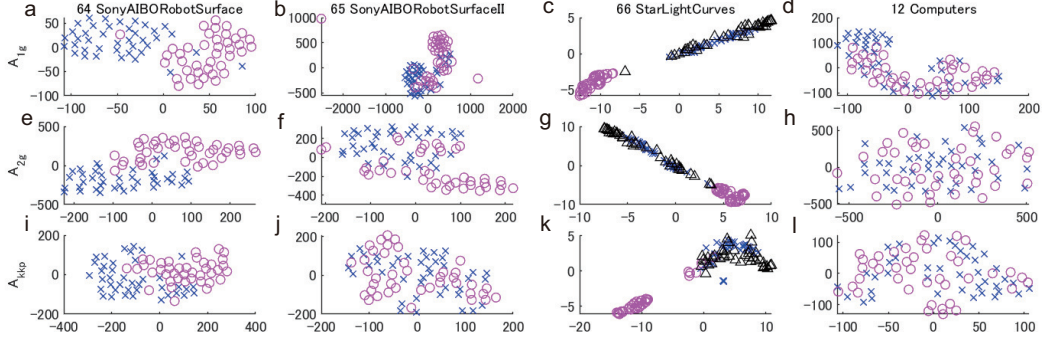 a 64 SonyAIBORobotSurface b 65 SonyAIBORobotSurfaceII c 66 StarLightCurves d 12 Computers
A1g
100 50 0 -50 -100
-100 -50 0 50 100
1000 500 0 -500
-2000 -1000 0 1000 2000
5 0 -5
-10 -5 0 5 10
200 100 0 -100
-100 0 100 200
e f g h
A2g
500 0 -500
-200 -100 0 100 200
200 0 -200 -400
-200 -100 0 100 200
10 5 0 -5 -10
-10 -5 0 5 10
500 0 -500
-500 0 500
i j k l
Akkp
200 0 -200
-400 -200 0 200 400
200 100 0 -100 -200
-200 -100 0 100 200
5 0 -5
-20 -10 0 10
100 0 -100
-100 -50 0 50 100